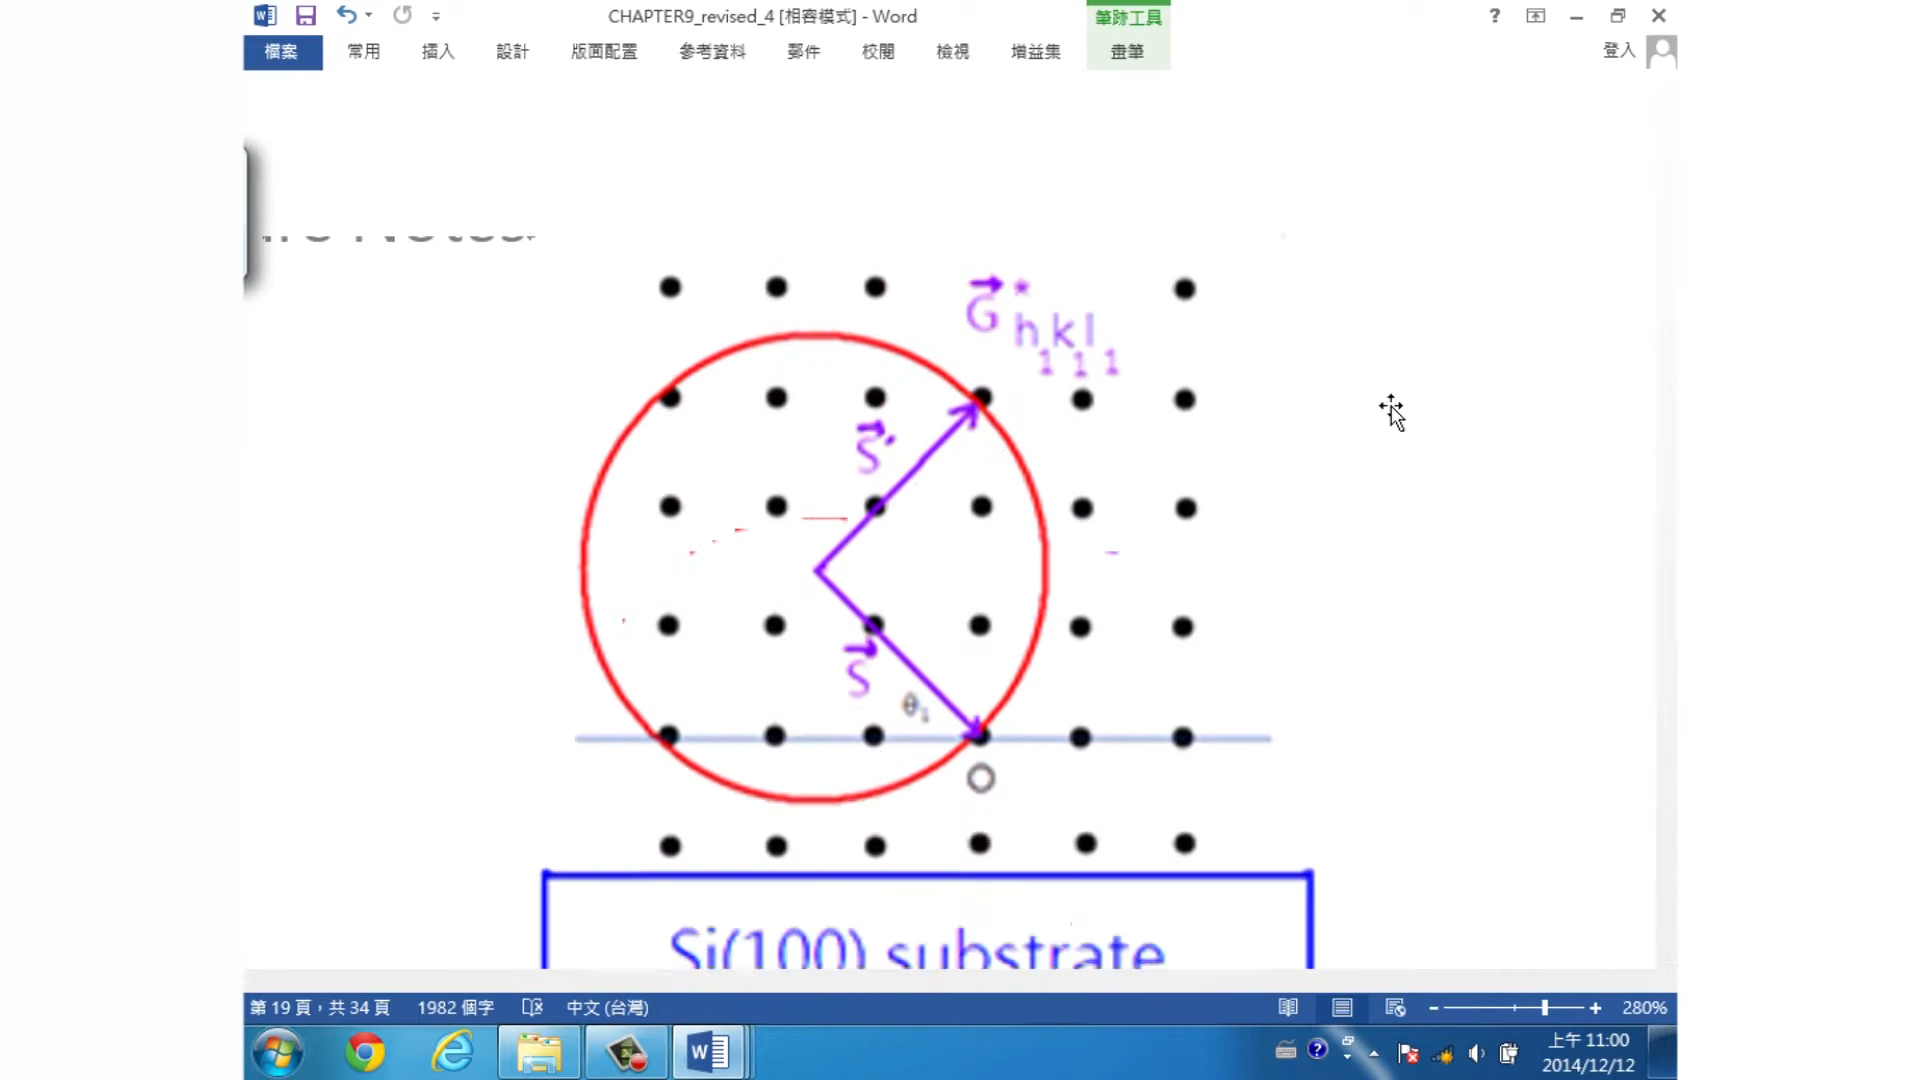 CHAPTER9_revised_4 [相容模式] - Word
筆跡工具
?
檔案 常用 插入 設計 版面配置 參考資料 郵件 校閱 檢視 增益集 畫筆 登入
G* h1k1l1
S'
S
θ1
O
Si(100) substrate
第 19 頁，共 34 頁 1982 個字 中文 (台灣) 280%
上午 11:00
2014/12/12